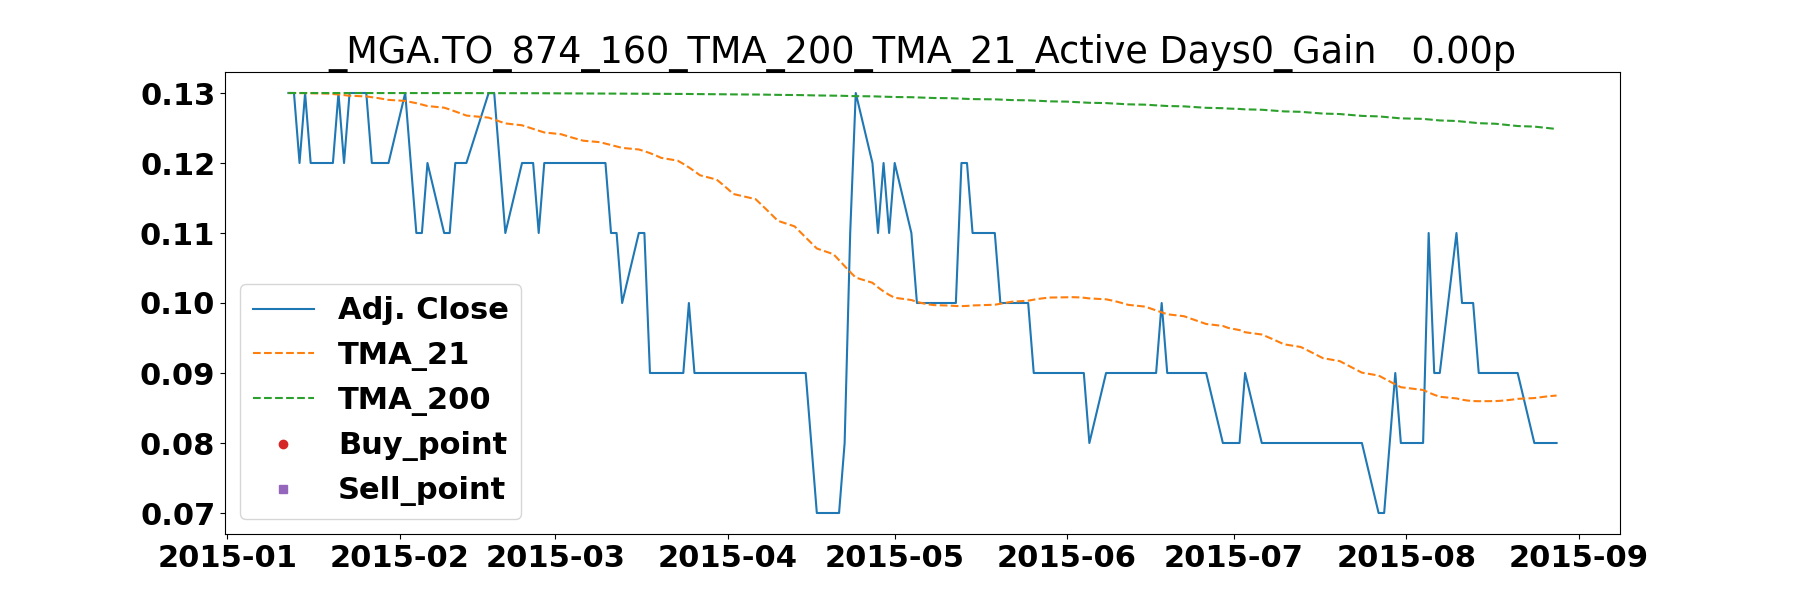 _MGA.TO_874_160_TMA_200_TMA_21_Active Days0_Gain   0.00p
0.13
0.12
0.11
0.10
0.09
0.08
0.07
Adj. Close
TMA_21
TMA_200
Buy_point
Sell_point
2015-01 2015-02 2015-03 2015-04 2015-05 2015-06 2015-07 2015-08 2015-09